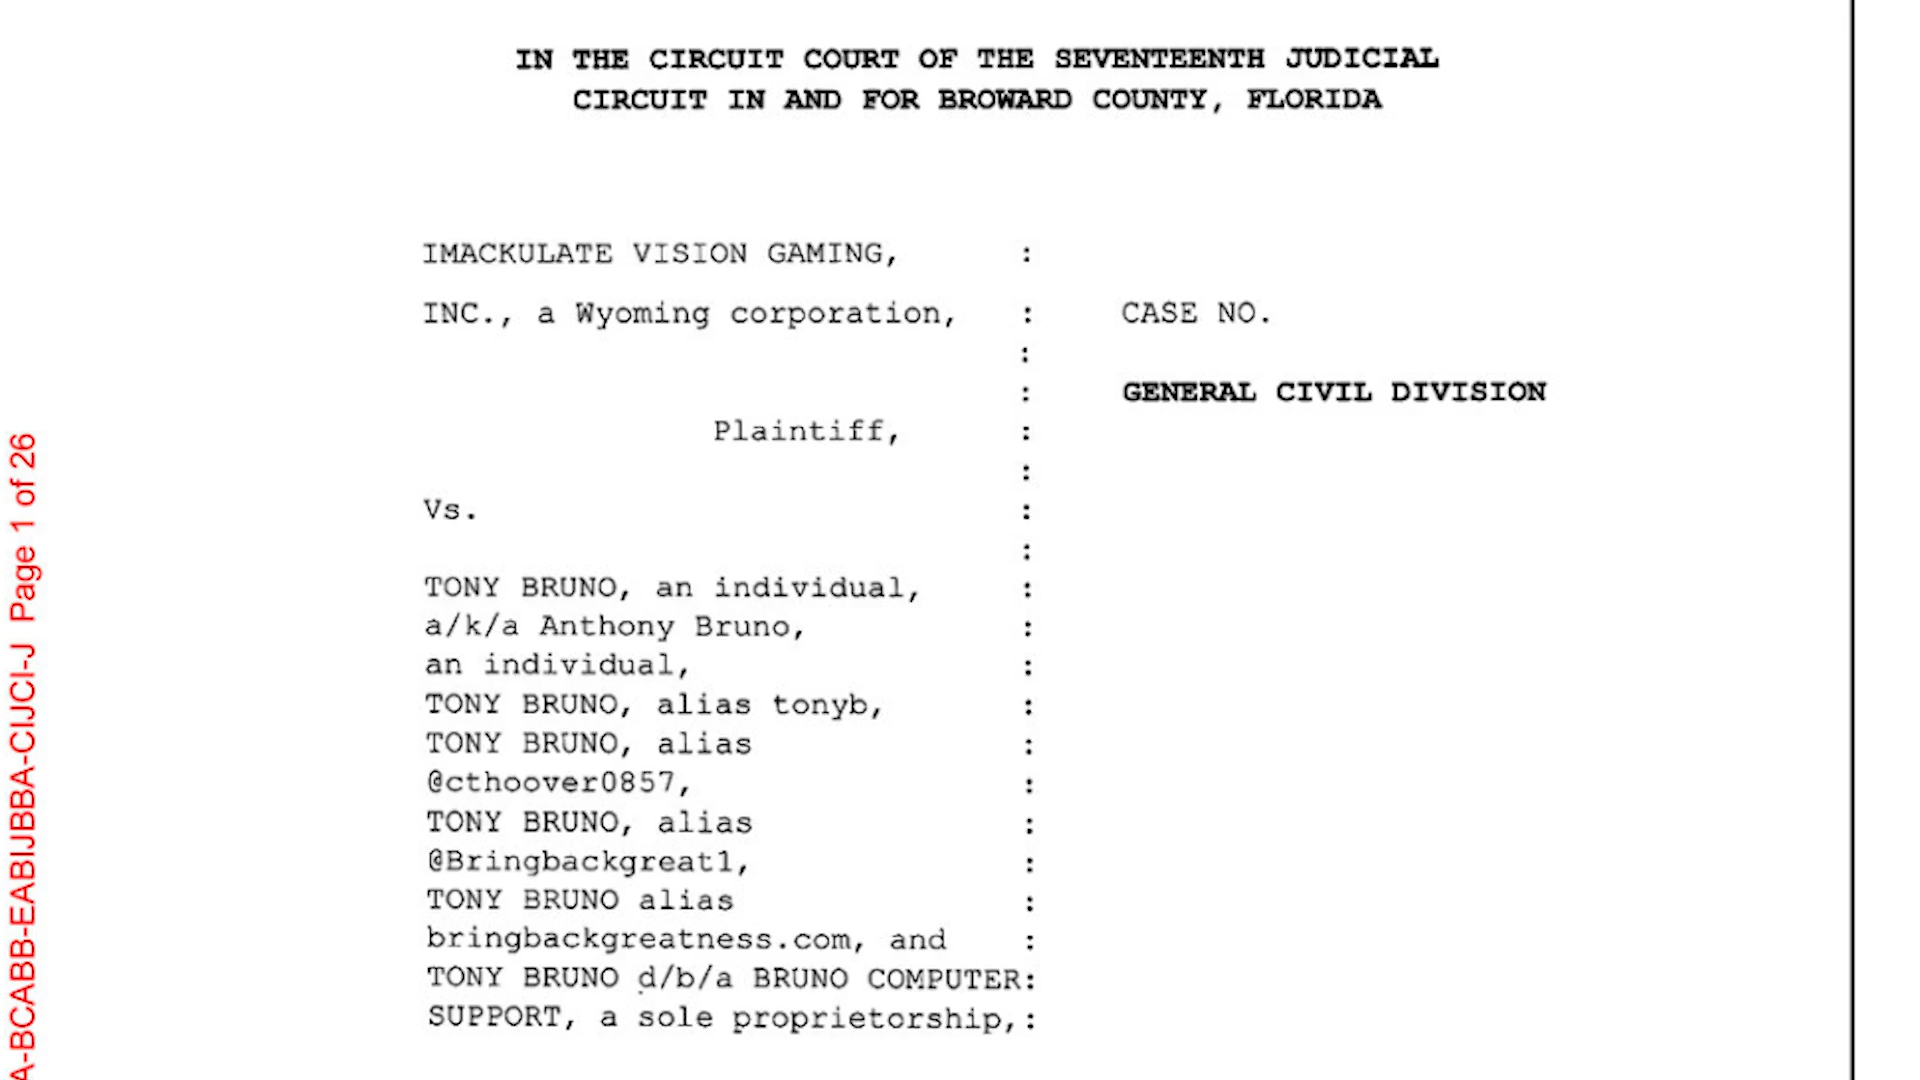 IN THE CIRCUIT COURT OF THE SEVENTEENTH JUDICIAL
CIRCUIT IN AND FOR BROWARD COUNTY, FLORIDA
IMACKULATE VISION GAMING, :
INC., a Wyoming corporation, : CASE NO.
:
: GENERAL CIVIL DIVISION
Plaintiff, :
:
Vs. :
:
TONY BRUNO, an individual, :
a/k/a Anthony Bruno, :
an individual, :
TONY BRUNO, alias tonyb, :
TONY BRUNO, alias :
@cthoover0857, :
TONY BRUNO, alias :
@Bringbackgreat1, :
TONY BRUNO alias :
bringbackgreatness.com, and :
TONY BRUNO d/b/a BRUNO COMPUTER:
SUPPORT, a sole proprietorship, :
A-BCABB-EABIJBBA-CIJCI-J Page 1 of 26